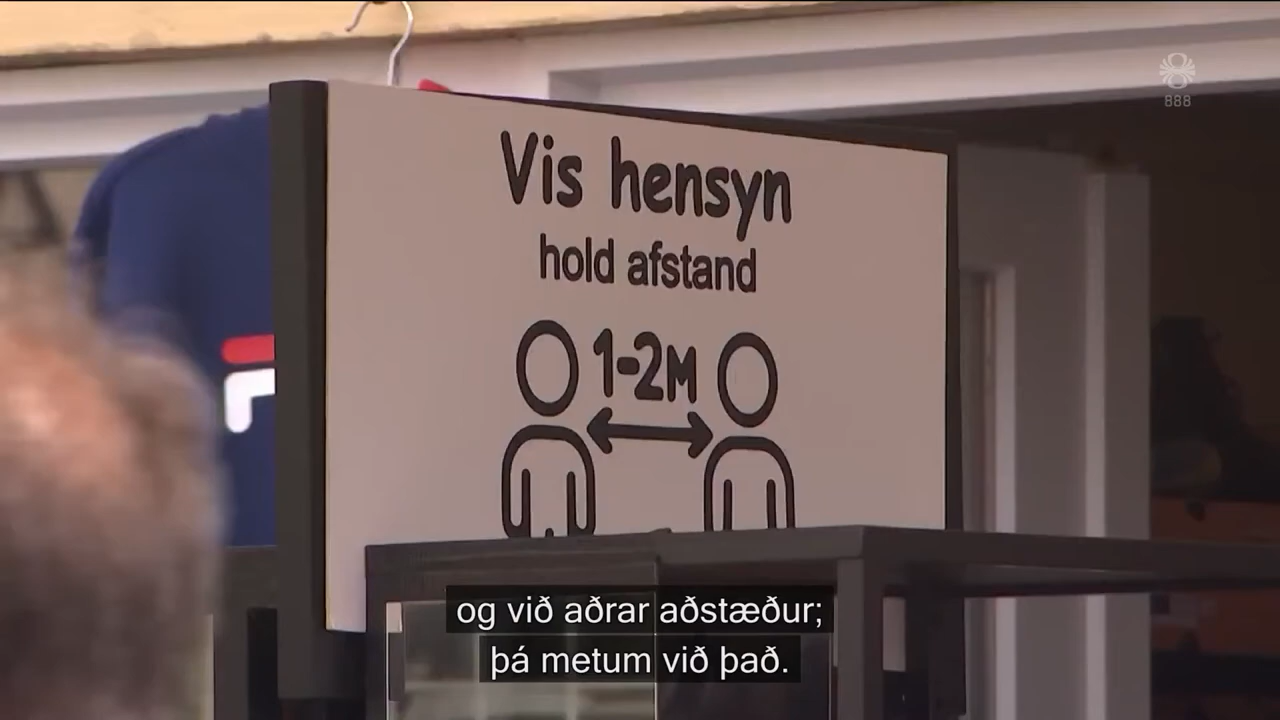 888
Vis hensyn
hold afstand
1-2M
og við aðrar aðstæður;
þá metum við það.